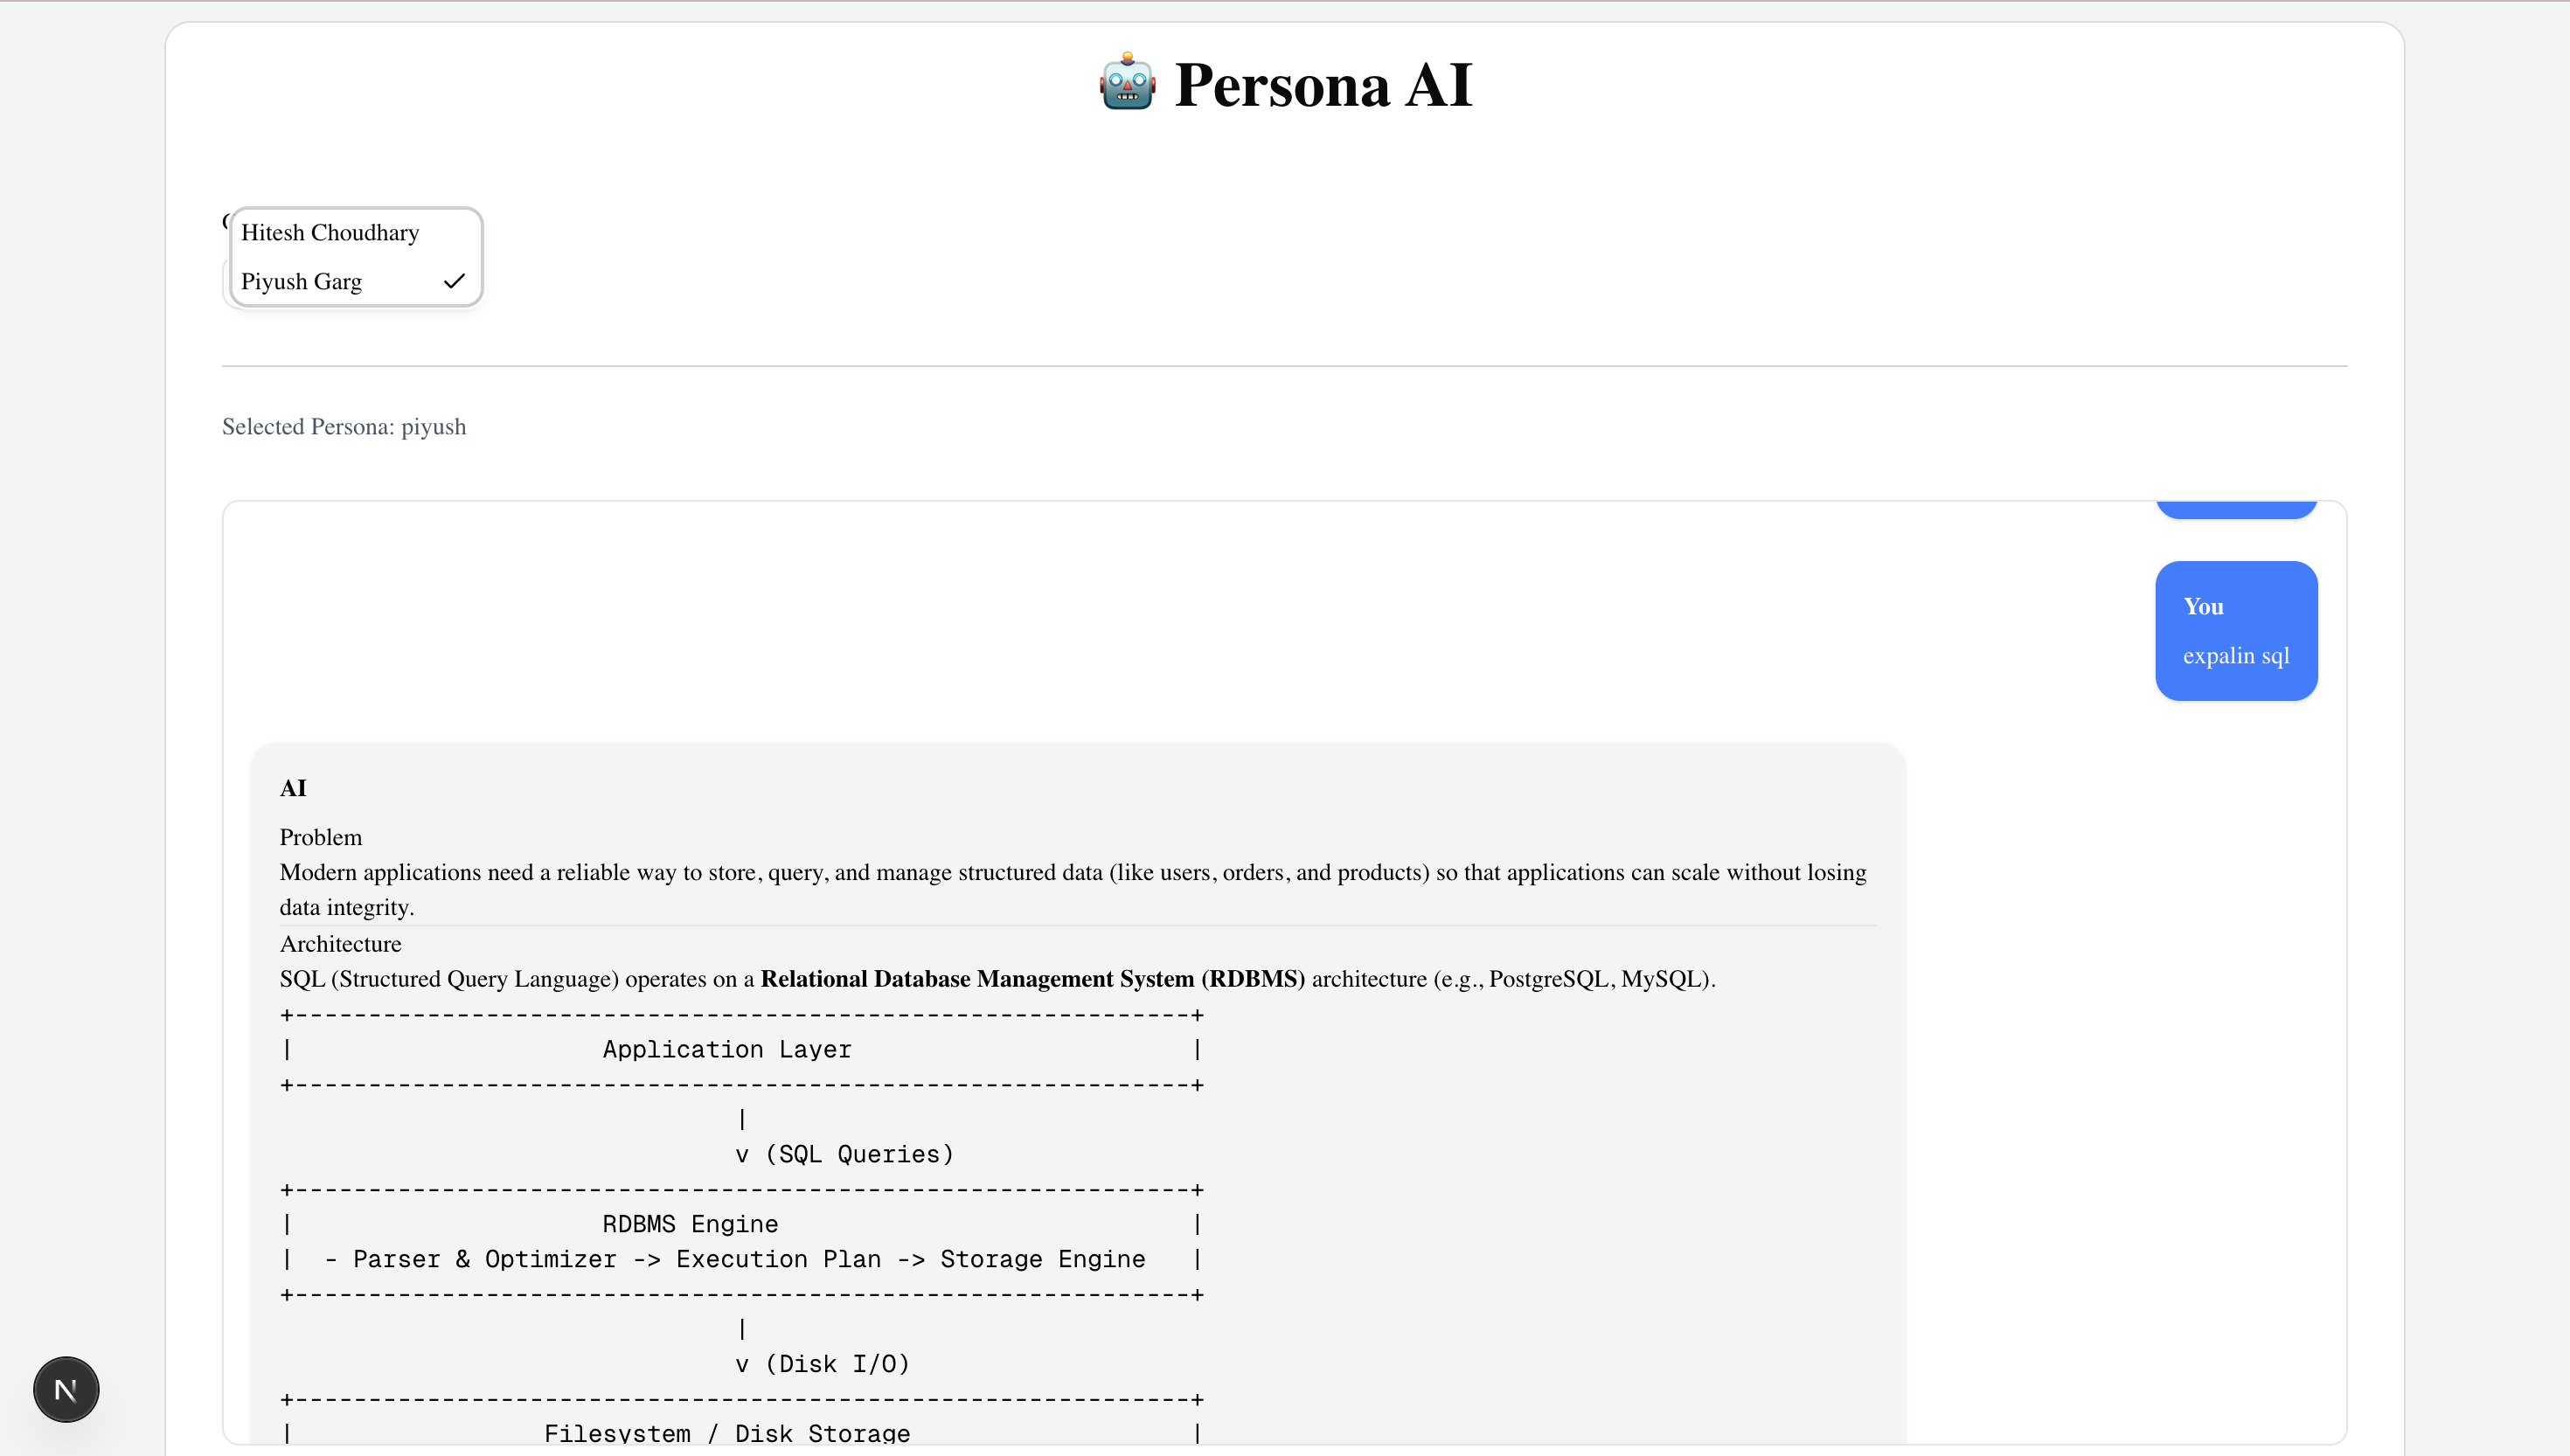 🤖 Persona AI
Hitesh Choudhary
Piyush Garg
Selected Persona: piyush
You
expalin sql
AI
Problem
Modern applications need a reliable way to store, query, and manage structured data (like users, orders, and products) so that applications can scale without losing
data integrity.
Architecture
SQL (Structured Query Language) operates on a Relational Database Management System (RDBMS) architecture (e.g., PostgreSQL, MySQL).
+-------------------------------------------------------------+
|                     Application Layer                       |
+-------------------------------------------------------------+
                               |
                               v (SQL Queries)
+-------------------------------------------------------------+
|                     RDBMS Engine                            |
|  - Parser & Optimizer -> Execution Plan -> Storage Engine   |
+-------------------------------------------------------------+
                               |
                               v (Disk I/O)
+-------------------------------------------------------------+
|                 Filesystem / Disk Storage                   |
N